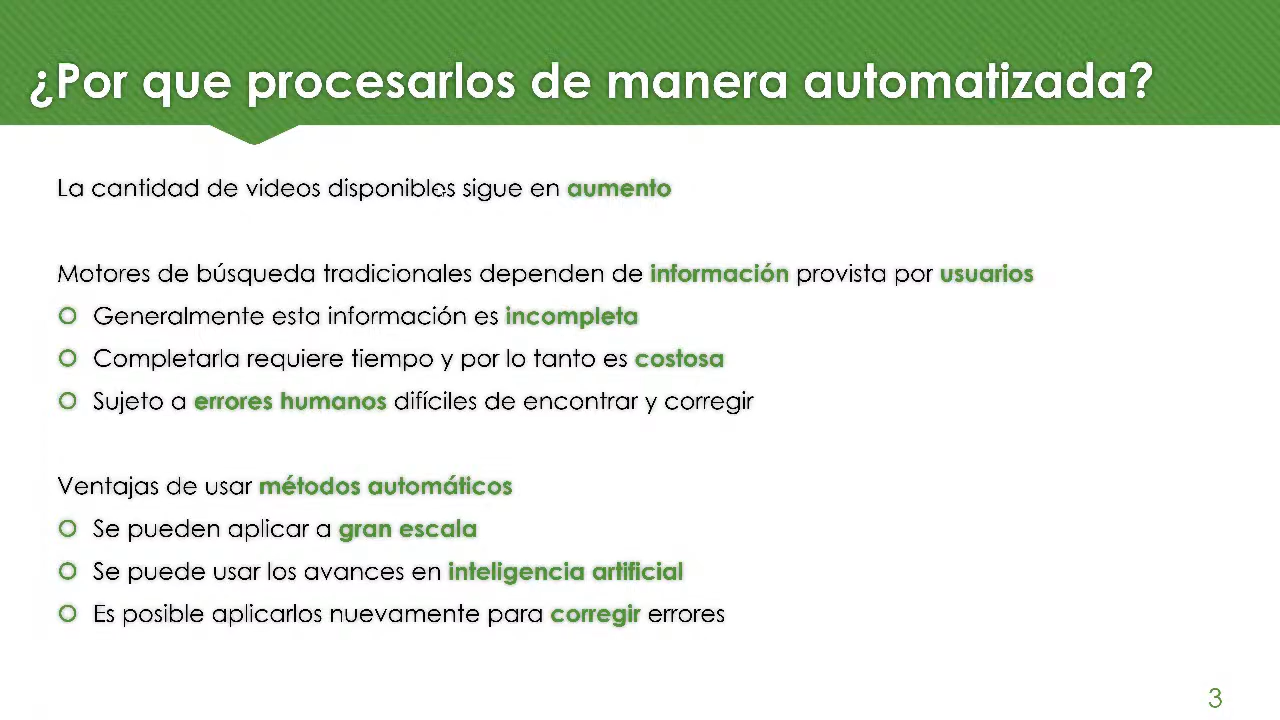 ¿Por que procesarlos de manera automatizada?
La cantidad de videos disponibles sigue en aumento
Motores de búsqueda tradicionales dependen de información provista por usuarios
Generalmente esta información es incompleta
Completarla requiere tiempo y por lo tanto es costosa
Sujeto a errores humanos difíciles de encontrar y corregir
Ventajas de usar métodos automáticos
Se pueden aplicar a gran escala
Se puede usar los avances en inteligencia artificial
Es posible aplicarlos nuevamente para corregir errores
3